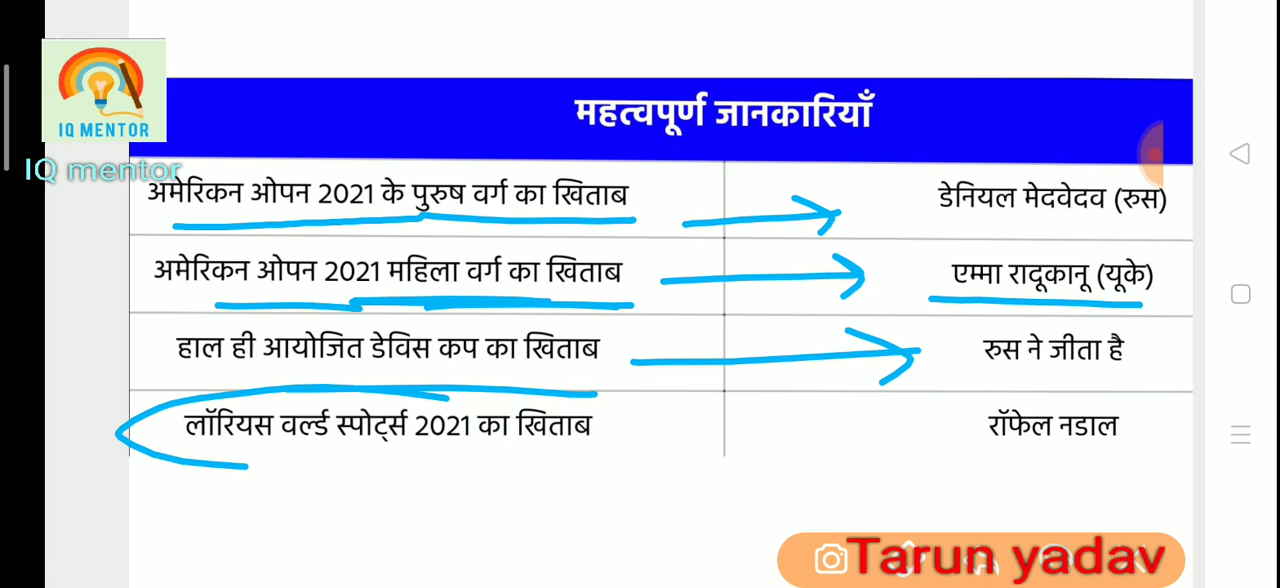 IQ MENTOR
IQ mentor
महत्वपूर्ण जानकारियाँ
अमेरिकन ओपन 2021 के पुरुष वर्ग का खिताब डेनियल मेदवेदव (रुस)
अमेरिकन ओपन 2021 महिला वर्ग का खिताब एम्मा रादूकानू (यूके)
हाल ही आयोजित डेविस कप का खिताब रुस ने जीता है
लॉरियस वर्ल्ड स्पोर्ट्स 2021 का खिताब रॉफेल नडाल
Tarun yadav